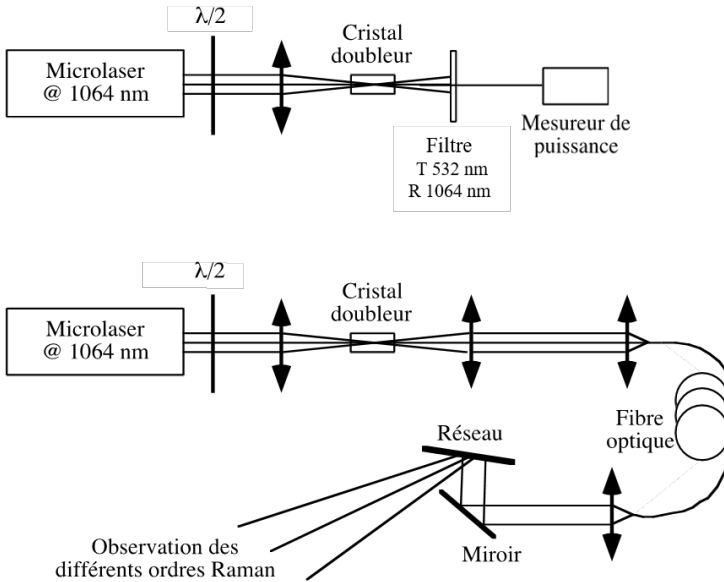 λ/2
Microlaser
@ 1064 nm
Cristal
doubleur
Filtre
T 532 nm
R 1064 nm
Mesureur de
puissance
λ/2
Microlaser
@ 1064 nm
Cristal
doubleur
Fibre
optique
Réseau
Miroir
Observation des
différents ordres Raman